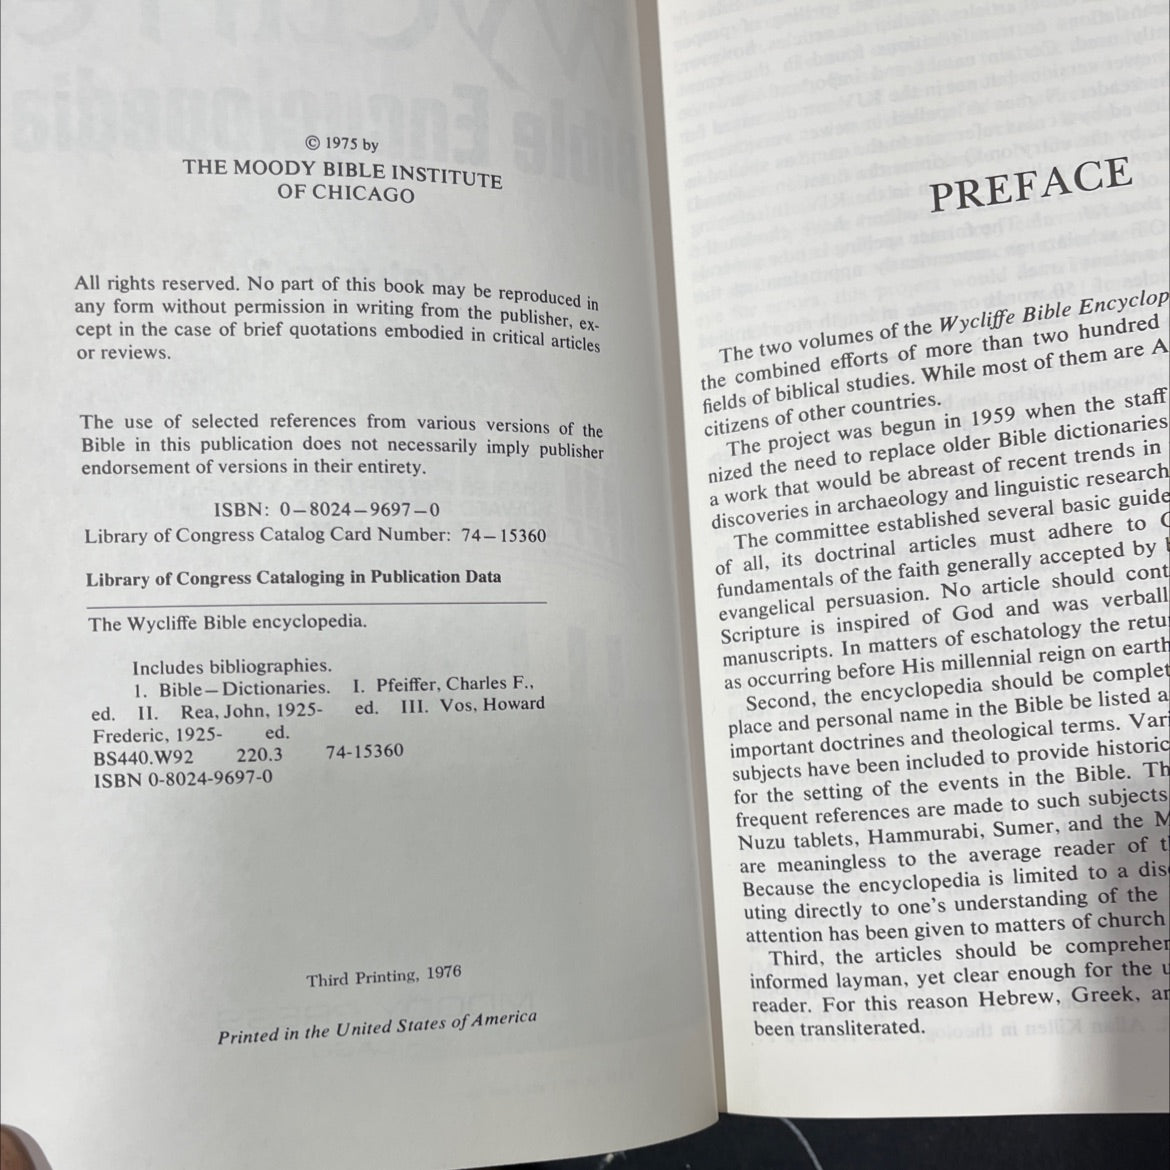 © 1975 by
THE MOODY BIBLE INSTITUTE
OF CHICAGO
All rights reserved. No part of this book may be reproduced in
any form without permission in writing from the publisher, ex-
cept in the case of brief quotations embodied in critical articles
or reviews.
The use of selected references from various versions of the
Bible in this publication does not necessarily imply publisher
endorsement of versions in their entirety.
ISBN: 0–8024–9697–0
Library of Congress Catalog Card Number: 74–15360
Library of Congress Cataloging in Publication Data
The Wycliffe Bible encyclopedia.
Includes bibliographies.
1. Bible—Dictionaries. I. Pfeiffer, Charles F.,
ed. II. Rea, John, 1925- ed. III. Vos, Howard
Frederic, 1925- ed.
BS440.W92 220.3 74-15360
ISBN 0-8024-9697-0
Third Printing, 1976
Printed in the United States of America
PREFACE
The two volumes of the Wycliffe Bible Encyclop
the combined efforts of more than two hundred
fields of biblical studies. While most of them are A
citizens of other countries.
The project was begun in 1959 when the staff
nized the need to replace older Bible dictionaries
a work that would be abreast of recent trends in
discoveries in archaeology and linguistic research
The committee established several basic guide
of all, its doctrinal articles must adhere to
fundamentals of the faith generally accepted by
evangelical persuasion. No article should cont
Scripture is inspired of God and was verball
manuscripts. In matters of eschatology the retu
as occurring before His millennial reign on earth
Second, the encyclopedia should be complet
place and personal name in the Bible be listed a
important doctrines and theological terms. Vari
subjects have been included to provide historic
for the setting of the events in the Bible. Th
frequent references are made to such subjects
Nuzu tablets, Hammurabi, Sumer, and the M
are meaningless to the average reader of t
Because the encyclopedia is limited to a disc
uting directly to one's understanding of the
attention has been given to matters of church
Third, the articles should be comprehen
informed layman, yet clear enough for the u
reader. For this reason Hebrew, Greek, an
been transliterated.